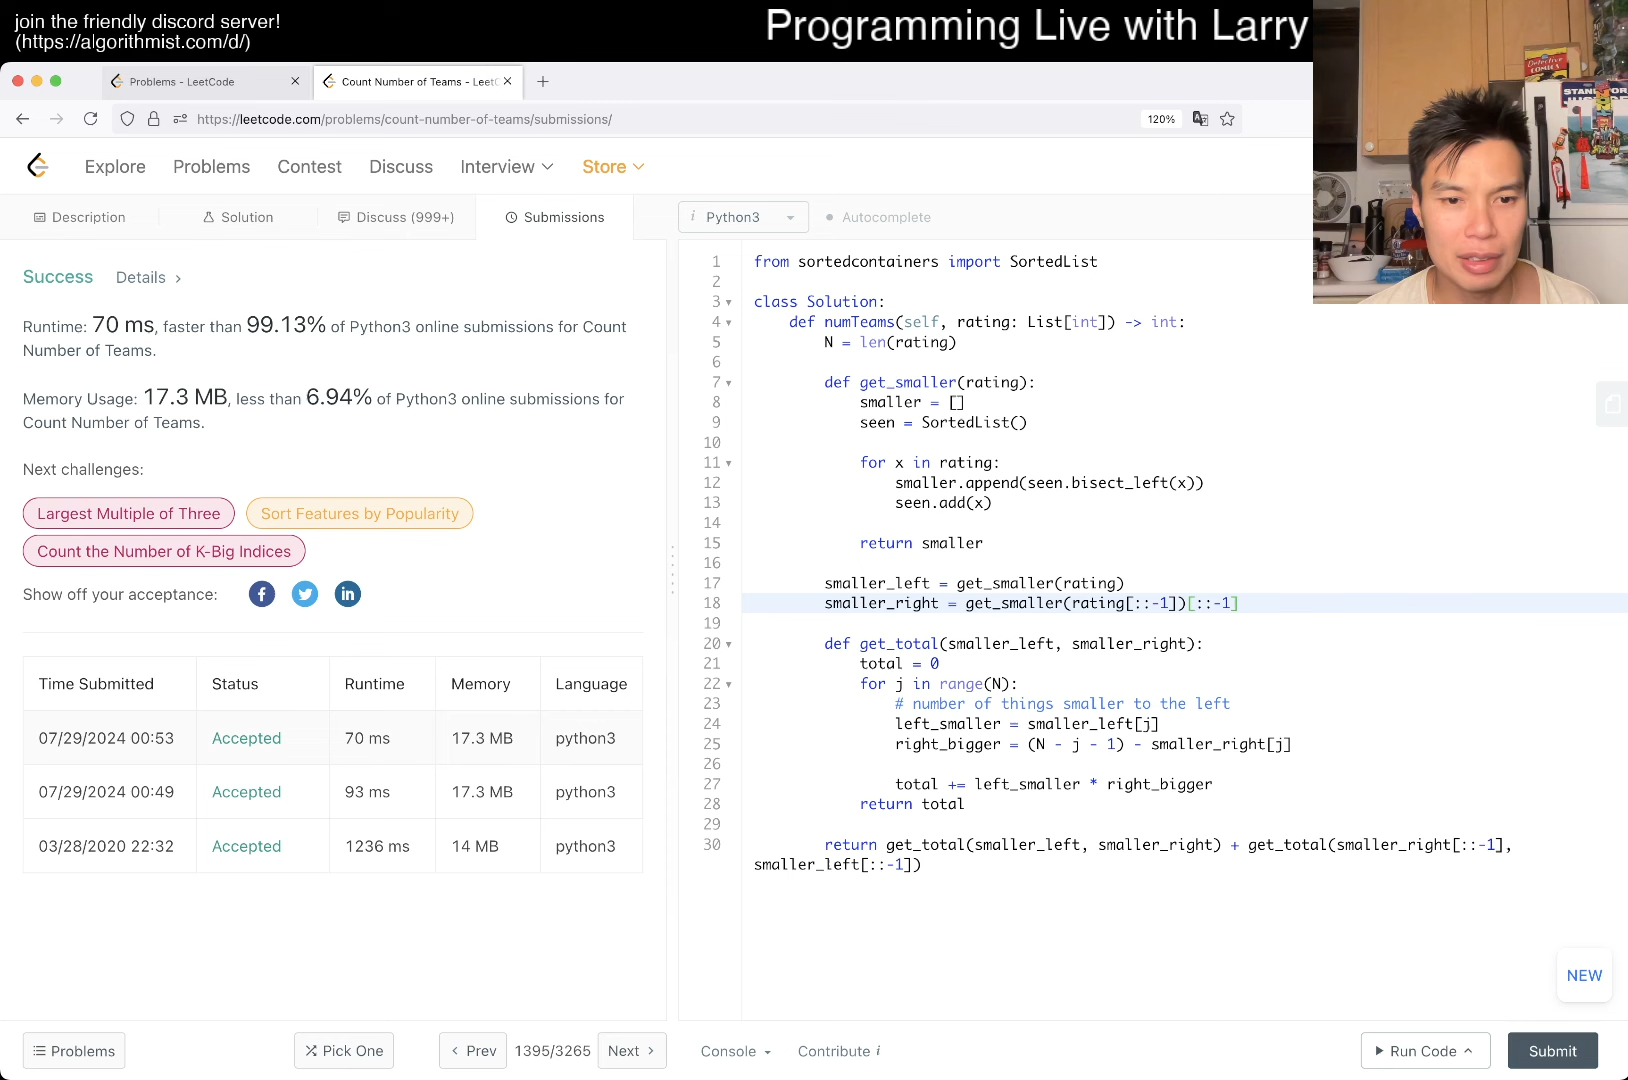 join the friendly discord server!
(https://algorithmist.com/d/)
Programming Live with Larry
Problems - LeetCode
Count Number of Teams - LeetC
https://leetcode.com/problems/count-number-of-teams/submissions/
120%
Explore
Problems
Contest
Discuss
Interview
Store
Description
Solution
Discuss (999+)
Submissions
i Python3
Autocomplete
Success
Details
Runtime: 70 ms, faster than 99.13% of Python3 online submissions for Count
Number of Teams.
Memory Usage: 17.3 MB, less than 6.94% of Python3 online submissions for
Count Number of Teams.
Next challenges:
Largest Multiple of Three
Sort Features by Popularity
Count the Number of K-Big Indices
Show off your acceptance:
Time Submitted Status Runtime Memory Language
07/29/2024 00:53 Accepted 70 ms 17.3 MB python3
07/29/2024 00:49 Accepted 93 ms 17.3 MB python3
03/28/2020 22:32 Accepted 1236 ms 14 MB python3
1 from sortedcontainers import SortedList
2
3 class Solution:
4 def numTeams(self, rating: List[int]) -> int:
5 N = len(rating)
6
7 def get_smaller(rating):
8 smaller = []
9 seen = SortedList()
10
11 for x in rating:
12 smaller.append(seen.bisect_left(x))
13 seen.add(x)
14
15 return smaller
16
17 smaller_left = get_smaller(rating)
18 smaller_right = get_smaller(rating[::-1])[::-1]
19
20 def get_total(smaller_left, smaller_right):
21 total = 0
22 for j in range(N):
23 # number of things smaller to the left
24 left_smaller = smaller_left[j]
25 right_bigger = (N - j - 1) - smaller_right[j]
26
27 total += left_smaller * right_bigger
28 return total
29
30 return get_total(smaller_left, smaller_right) + get_total(smaller_right[::-1],
smaller_left[::-1])
Detective
COMICS
NEW
Problems
Pick One
Prev
1395/3265
Next
Console
Contribute i
Run Code
Submit